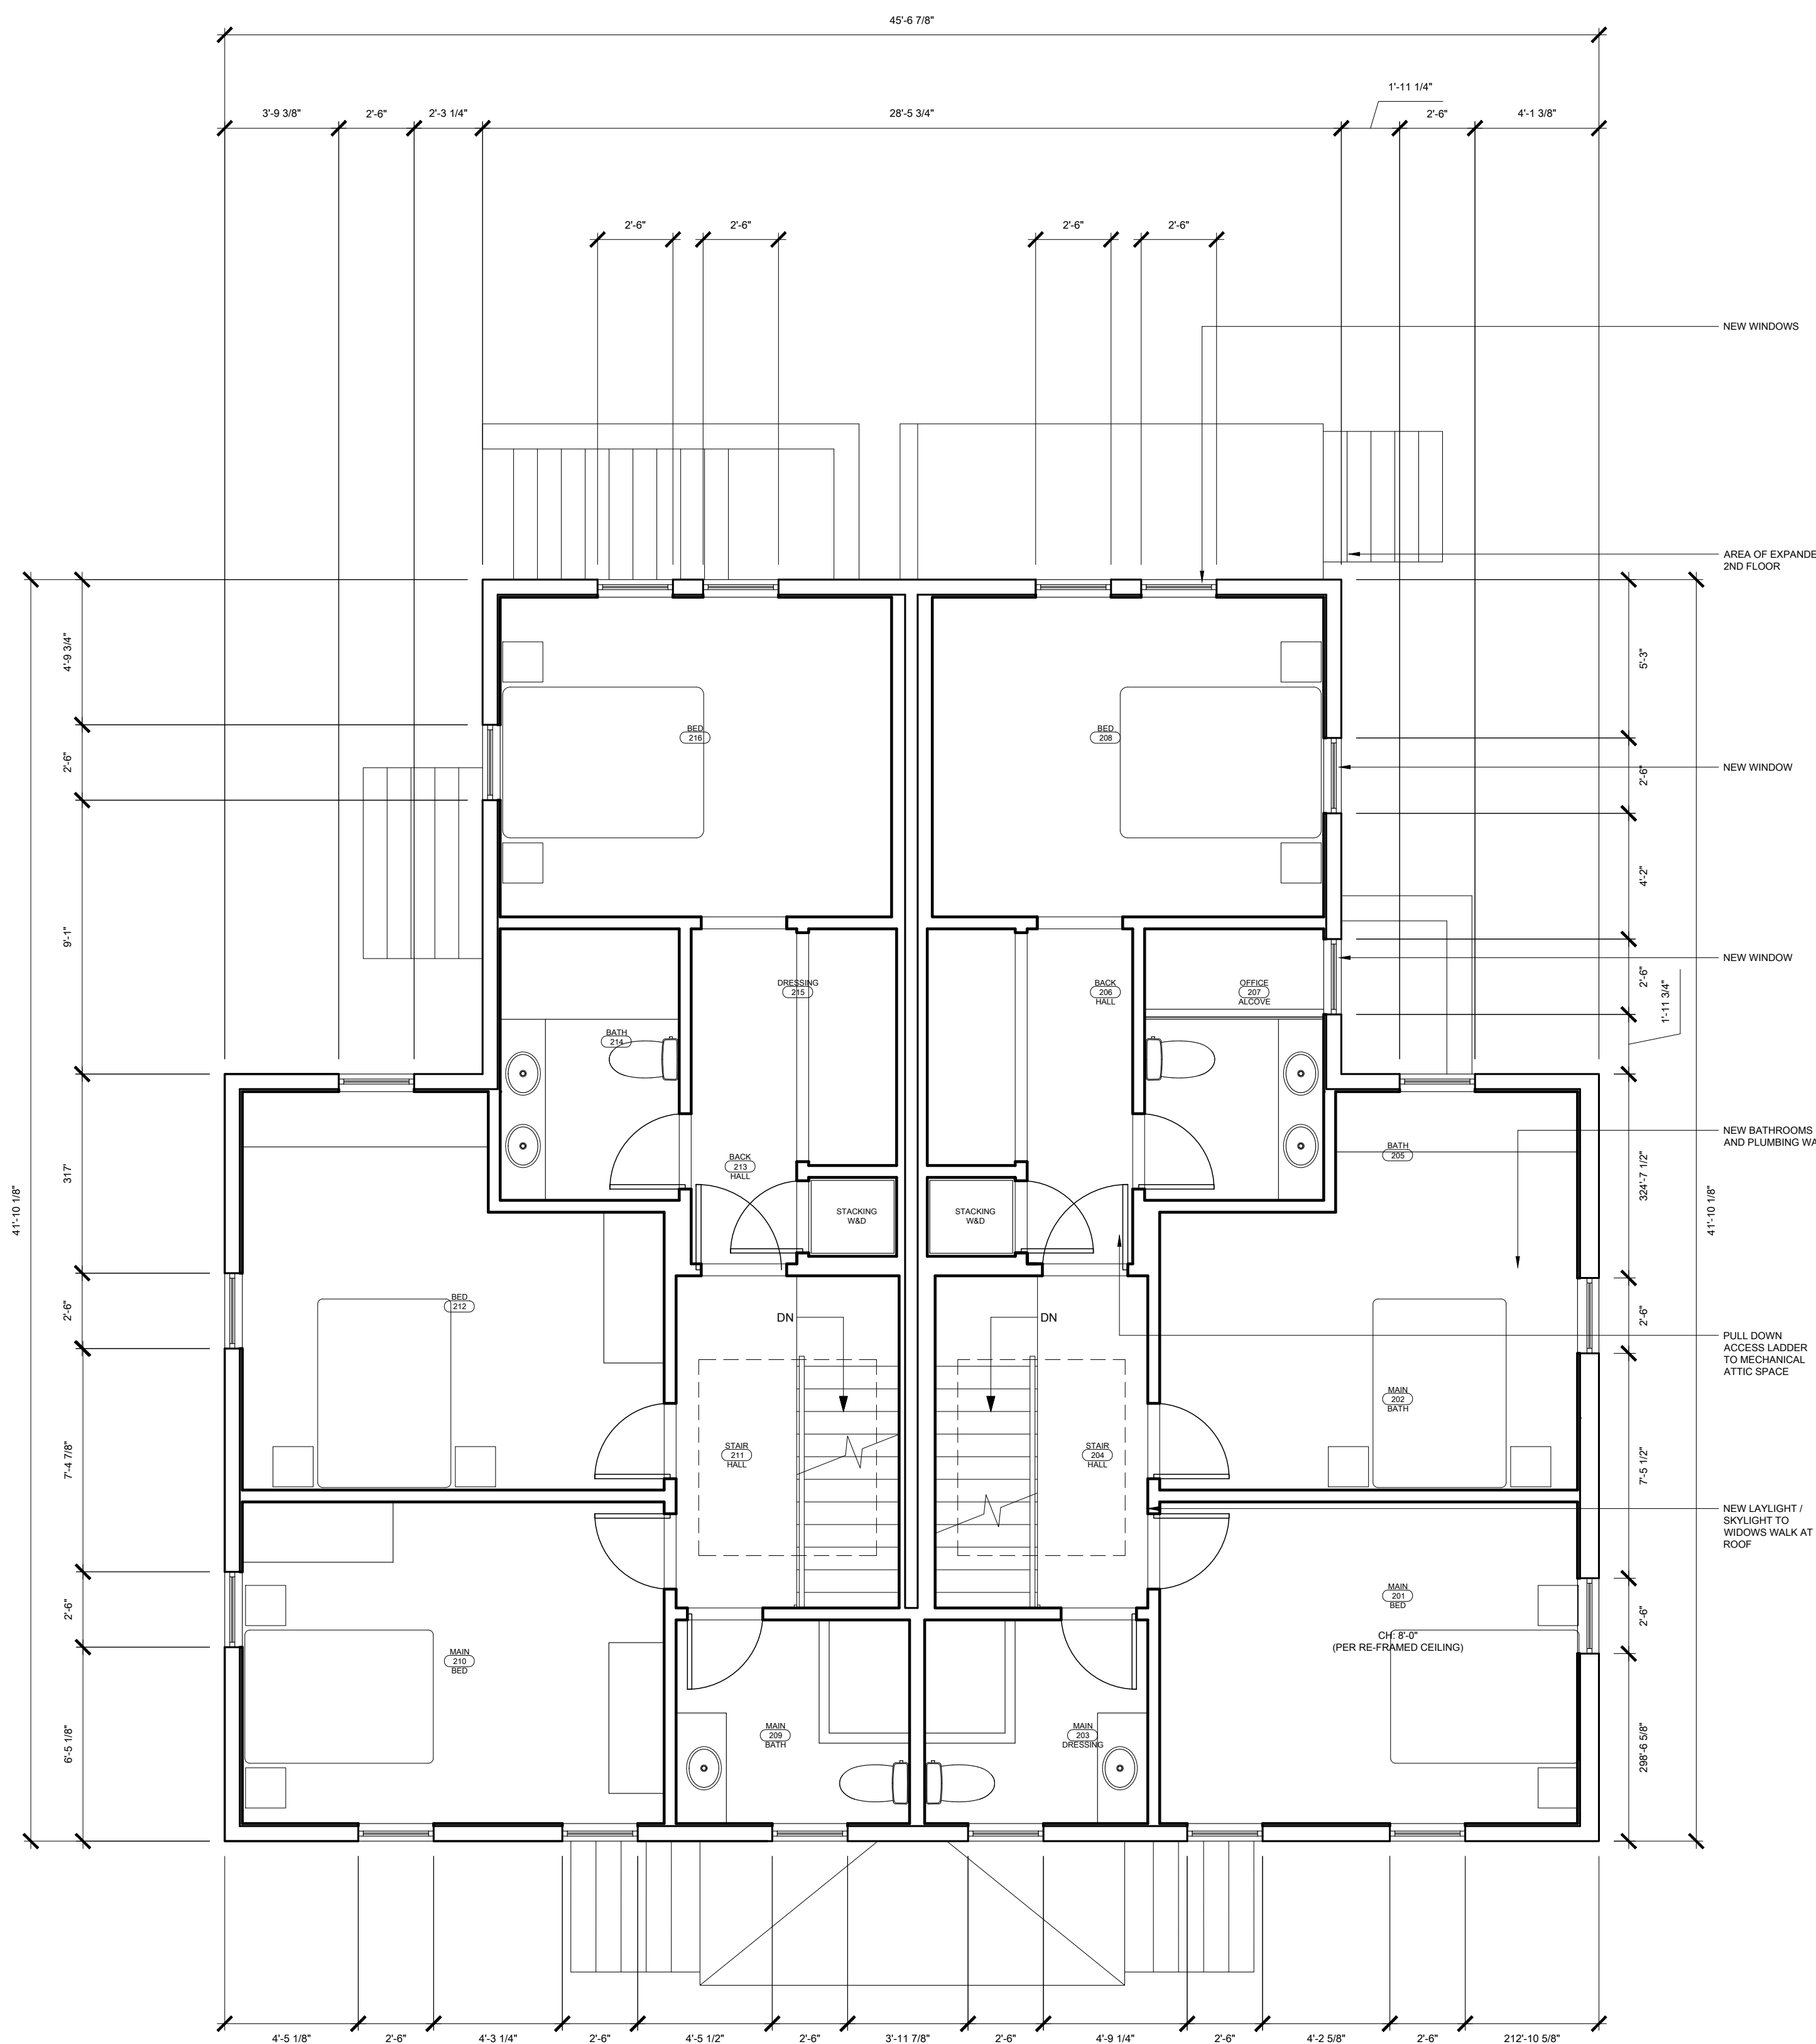 45'-6 7/8"
1'-11 1/4"
3'-9 3/8"
2'-6"
2'-3 1/4"
28'-5 3/4"
2'-6"
4'-1 3/8"
2'-6"
2'-6"
2'-6"
2'-6"
NEW WINDOWS
AREA OF EXPANDE
2ND FLOOR
4'-9 3/4"
5'-3"
BED
216
BED
208
2'-6"
2'-6"
NEW WINDOW
4'-2"
9'-1"
DRESSING
215
BACK
206
HALL
OFFICE
207
ALCOVE
2'-6"
1'-11 3/4"
NEW WINDOW
BATH
214
BATH
205
NEW BATHROOMS
AND PLUMBING WA
BACK
213
HALL
317'
324'-7 1/2"
41'-10 1/8"
41'-10 1/8"
STACKING
W&D
STACKING
W&D
BED
212
2'-6"
2'-6"
DN
DN
PULL DOWN
ACCESS LADDER
TO MECHANICAL
ATTIC SPACE
MAIN
202
BATH
STAIR
211
HALL
STAIR
204
HALL
7'-4 7/8"
7'-5 1/2"
NEW LAYLIGHT /
SKYLIGHT TO
WIDOWS WALK AT
ROOF
MAIN
201
BED
2'-6"
2'-6"
CH: 8'-0"
(PER RE-FRAMED CEILING)
MAIN
210
BED
MAIN
209
BATH
MAIN
203
DRESSING
6'-5 1/8"
298'-6 5/8"
4'-5 1/8"
2'-6"
4'-3 1/4"
2'-6"
4'-5 1/2"
2'-6"
3'-11 7/8"
2'-6"
4'-9 1/4"
2'-6"
4'-2 5/8"
2'-6"
212'-10 5/8"